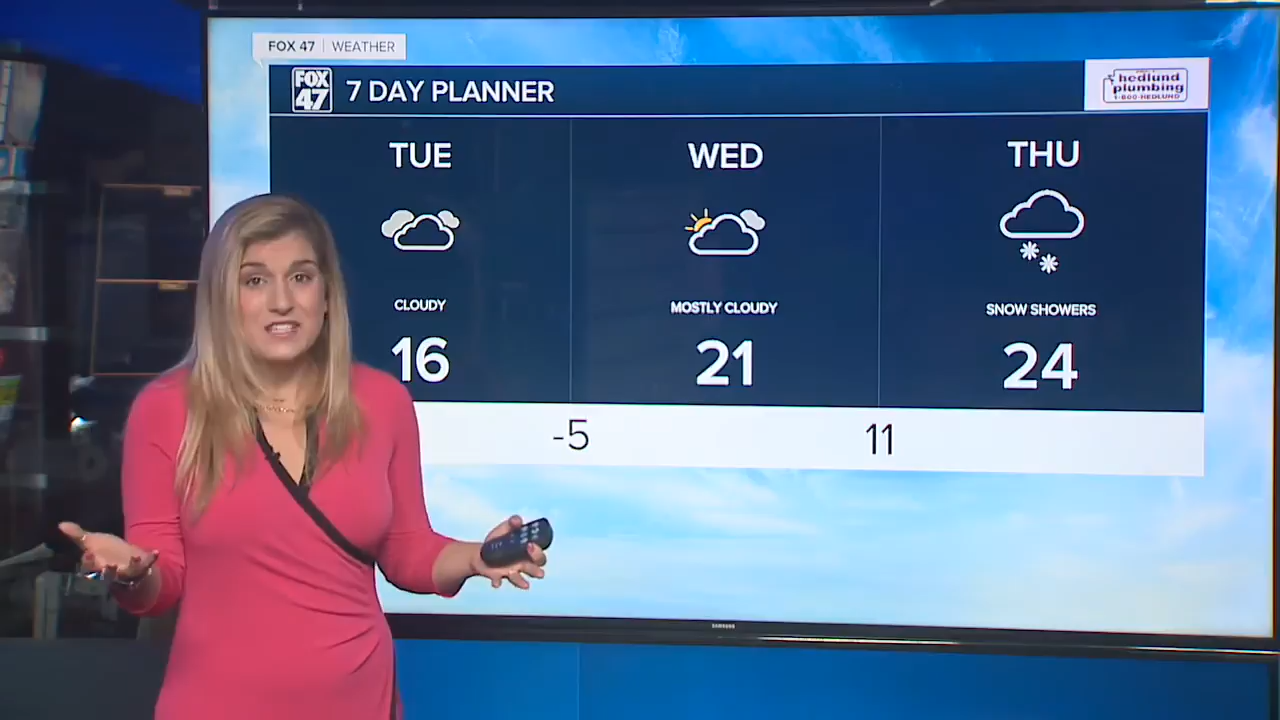 FOX 47 | WEATHER
FOX 47
7 DAY PLANNER
hedlund
plumbing
1-800-HEDLUND
TUE
WED
THU
CLOUDY
MOSTLY CLOUDY
SNOW SHOWERS
16
21
24
-5
11
SAMSUNG